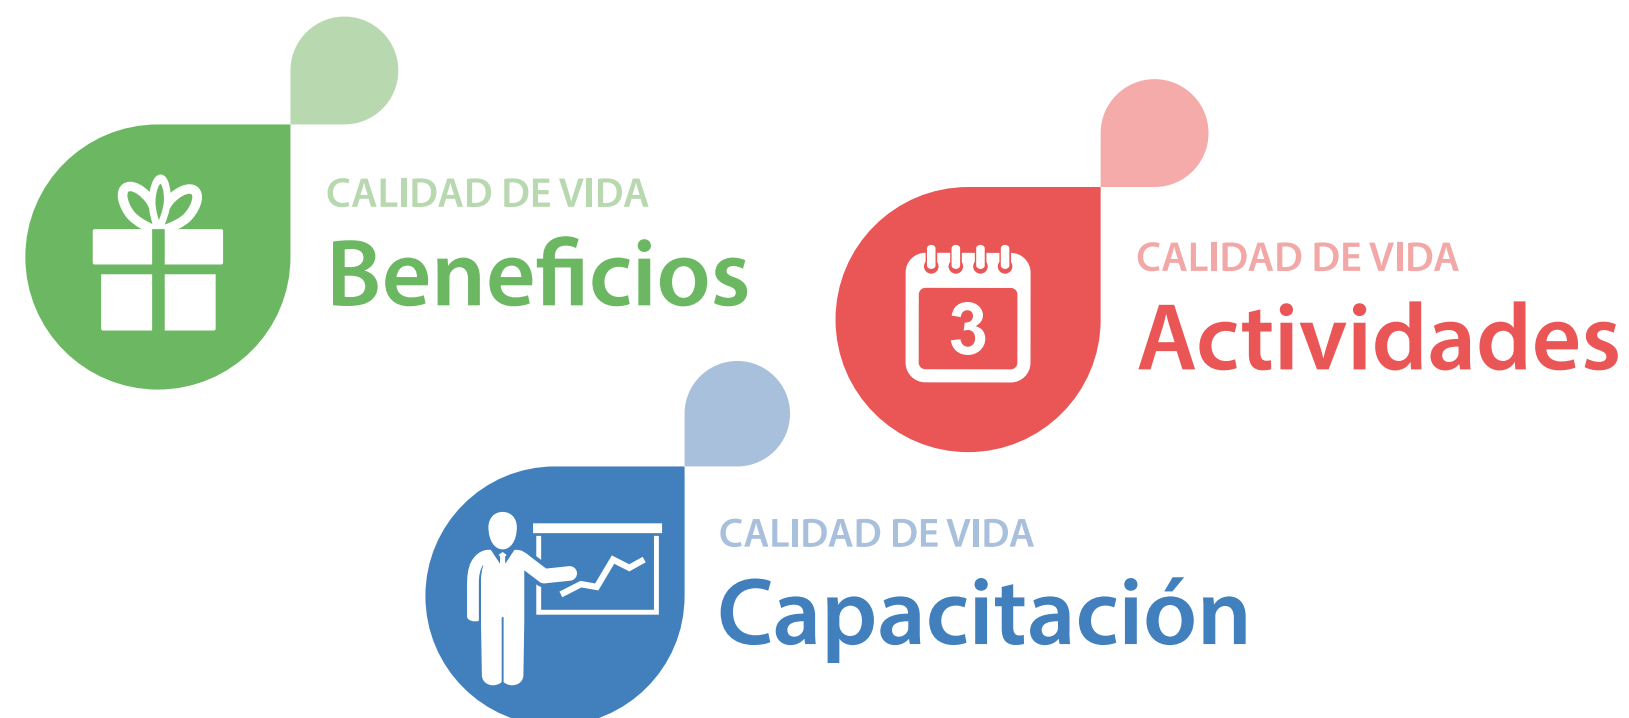 CALIDAD DE VIDA
Beneficios
CALIDAD DE VIDA
Actividades
3
CALIDAD DE VIDA
Capacitación